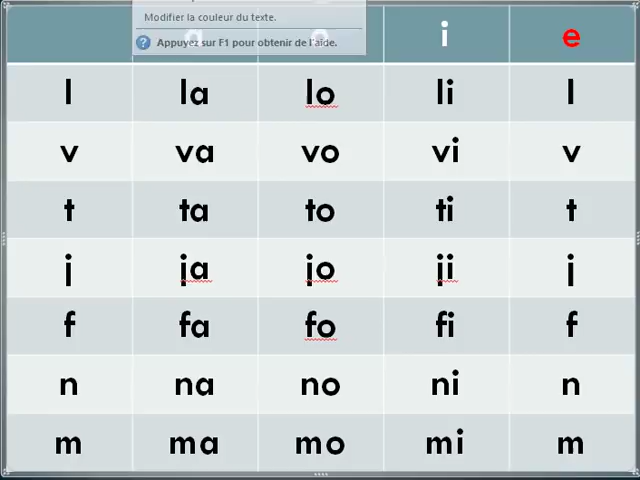 Modifier la couleur du texte.
Appuyez sur F1 pour obtenir de l'aide.
a o i e
l la lo li l
v va vo vi v
t ta to ti t
j ja jo ji j
f fa fo fi f
n na no ni n
m ma mo mi m